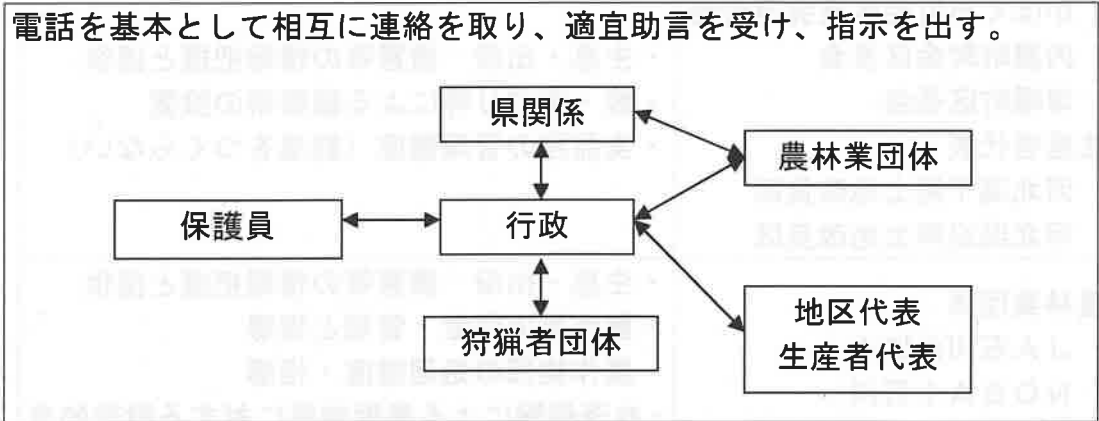 電話を基本として相互に連絡を取り、適宜助言を受け、指示を出す。
県関係
農林業団体
保護員
行政
狩猟者団体
地区代表
生産者代表